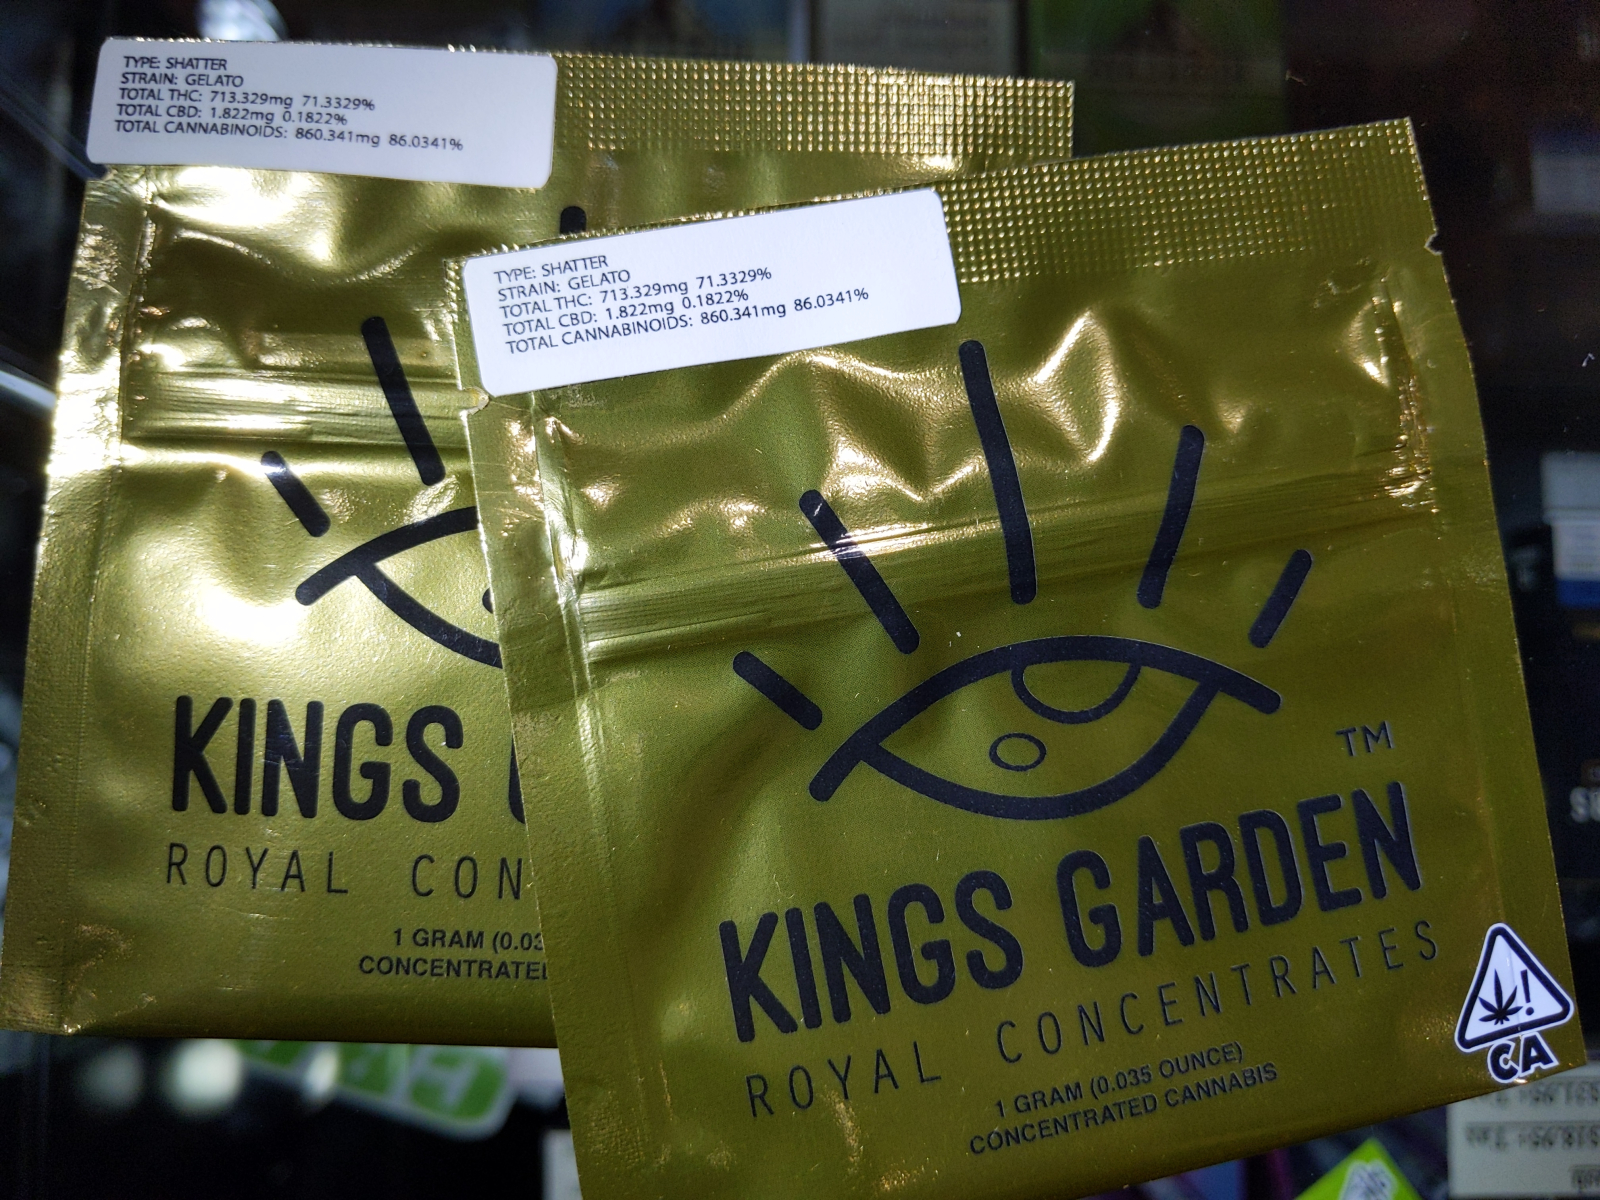 TYPE: SHATTER
STRAIN: GELATO
TOTAL THC: 713.329mg 71.3329%
TOTAL CBD: 1.822mg 0.1822%
TOTAL CANNABINOIDS: 860.341mg 86.0341%
KINGS
ROYAL CON
1 GRAM (0.03
CONCENTRATE
TYPE: SHATTER
STRAIN: GELATO
TOTAL THC: 713.329mg 71.3329%
TOTAL CBD: 1.822mg 0.1822%
TOTAL CANNABINOIDS: 860.341mg 86.0341%
TM
KINGS GARDEN
ROYAL CONCENTRATES
1 GRAM (0.035 OUNCE)
CONCENTRATED CANNABIS
!
CA